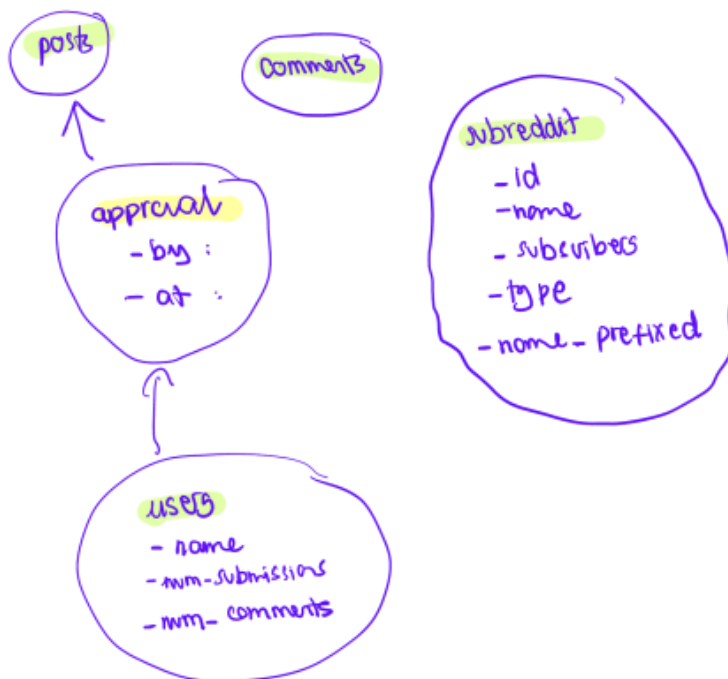 posts
comments
subreddit
- id
- name
- subscribers
- type
- name_prefixed
approval
- by :
- at :
users
- name
- num_submissions
- num_comments